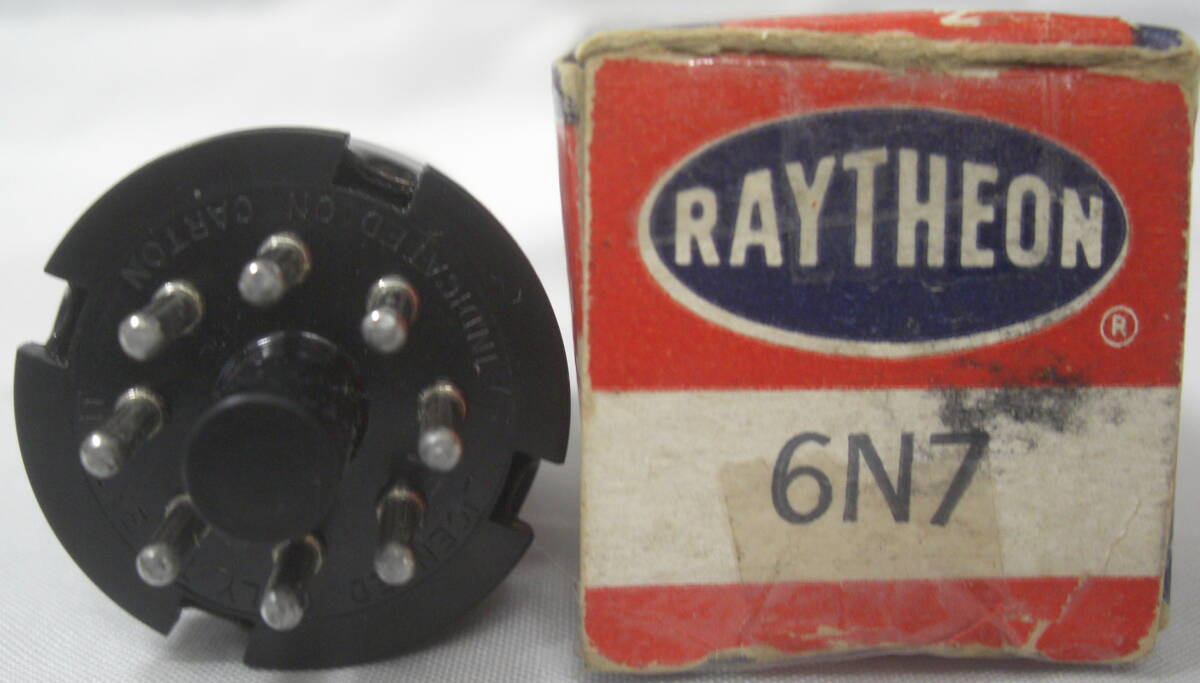 RAYTHEON
®
6N7
INDICATED ON CARTON